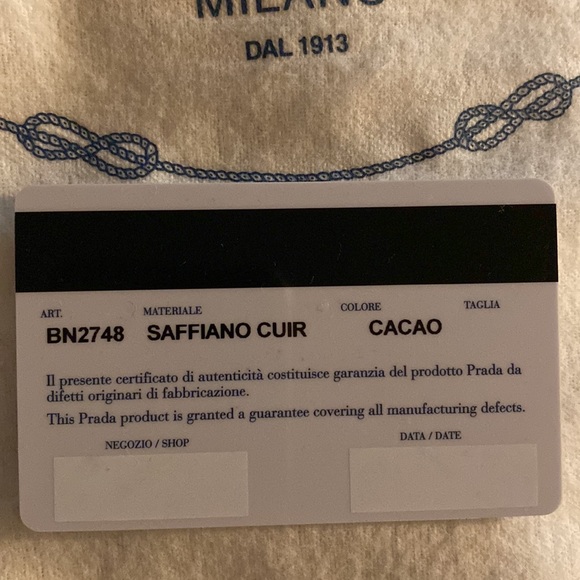 MILANO
DAL 1913
ART. MATERIALE COLORE TAGLIA
BN2748 SAFFIANO CUIR CACAO
Il presente certificato di autenticità costituisce garanzia del prodotto Prada da
difetti originari di fabbricazione.
This Prada product is granted a guarantee covering all manufacturing defects.
NEGOZIO / SHOP DATA / DATE